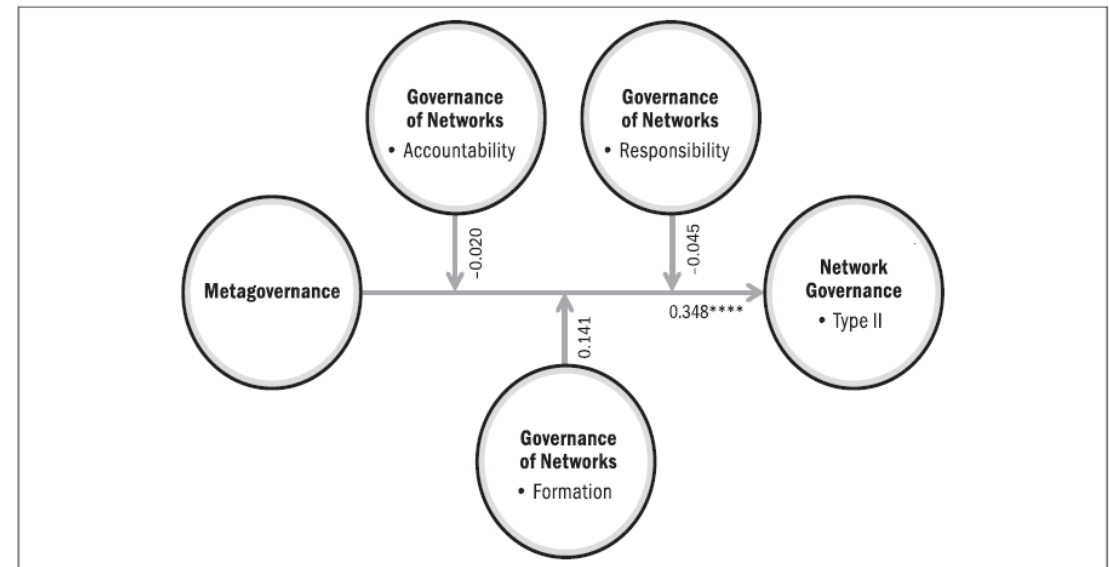 Governance
of Networks
• Accountability
Governance
of Networks
• Responsibility
-0.020
-0.045
Metagovernance
Network
Governance
• Type II
0.348****
0.141
Governance
of Networks
• Formation